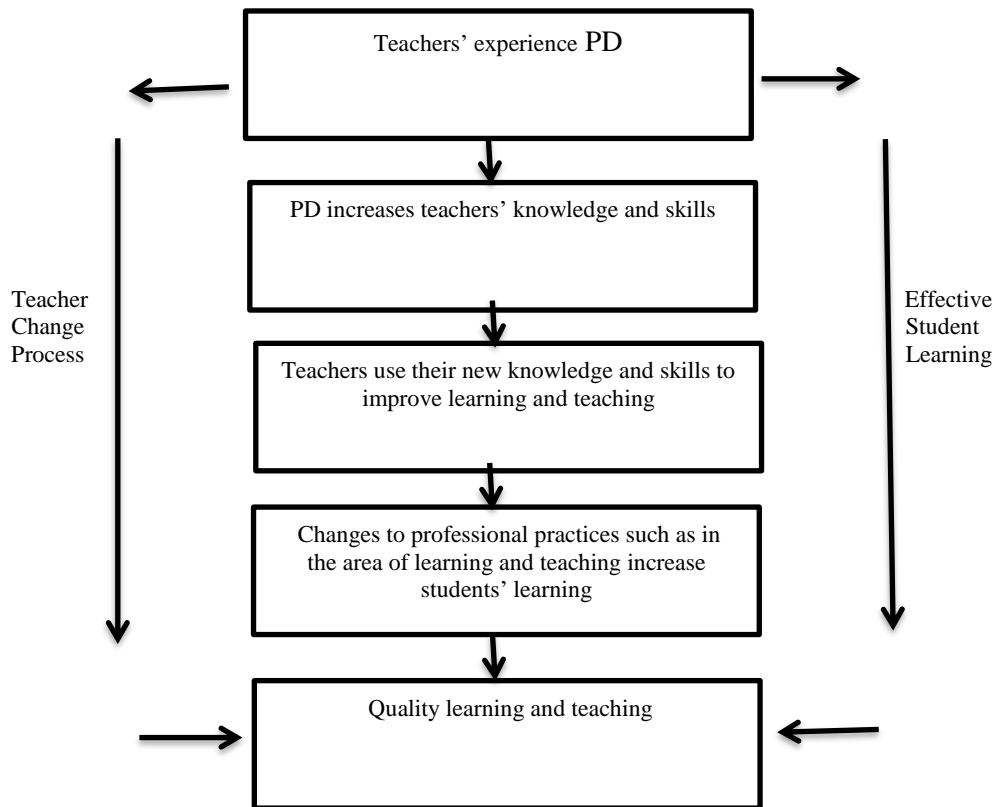 Teachers’ experience PD
PD increases teachers’ knowledge and skills
Teacher
Change
Process
Effective
Student
Learning
Teachers use their new knowledge and skills to
improve learning and teaching
Changes to professional practices such as in
the area of learning and teaching increase
students’ learning
Quality learning and teaching